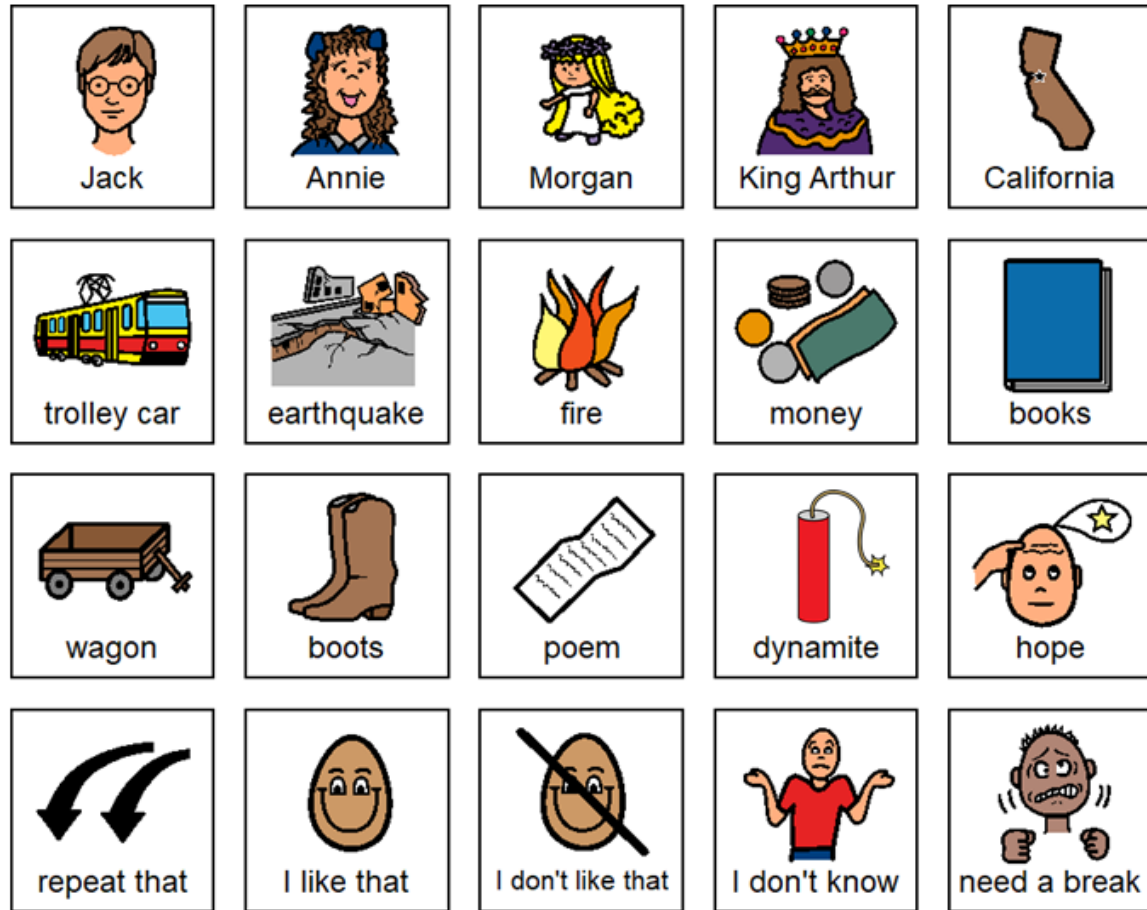 Jack
Annie
Morgan
King Arthur
California
trolley car
earthquake
fire
money
books
wagon
boots
poem
dynamite
hope
repeat that
I like that
I don't like that
I don't know
need a break